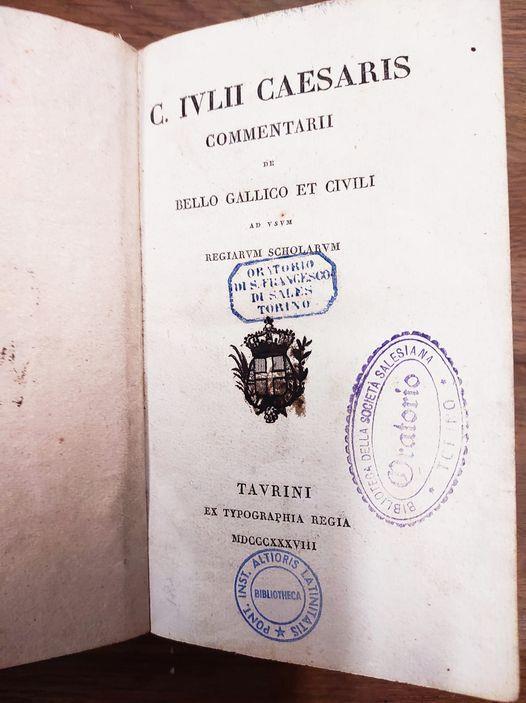 C. IVLII CAESARIS
COMMENTARII
DE
BELLO GALLICO ET CIVILI
AD VSVM
REGIARVM SCHOLARVM
ORATORIO
DI S. FRANCESCO
DI SALES
TORINO
BIBLIOTECA DELLA SOCIETÀ SALESIANA
Oratorio
TORINO
TAVRINI
EX TYPOGRAPHIA REGIA
MDCCCXXXVIII
PONT. INST. ALTIORIS LATINITATIS
BIBLIOTHECA